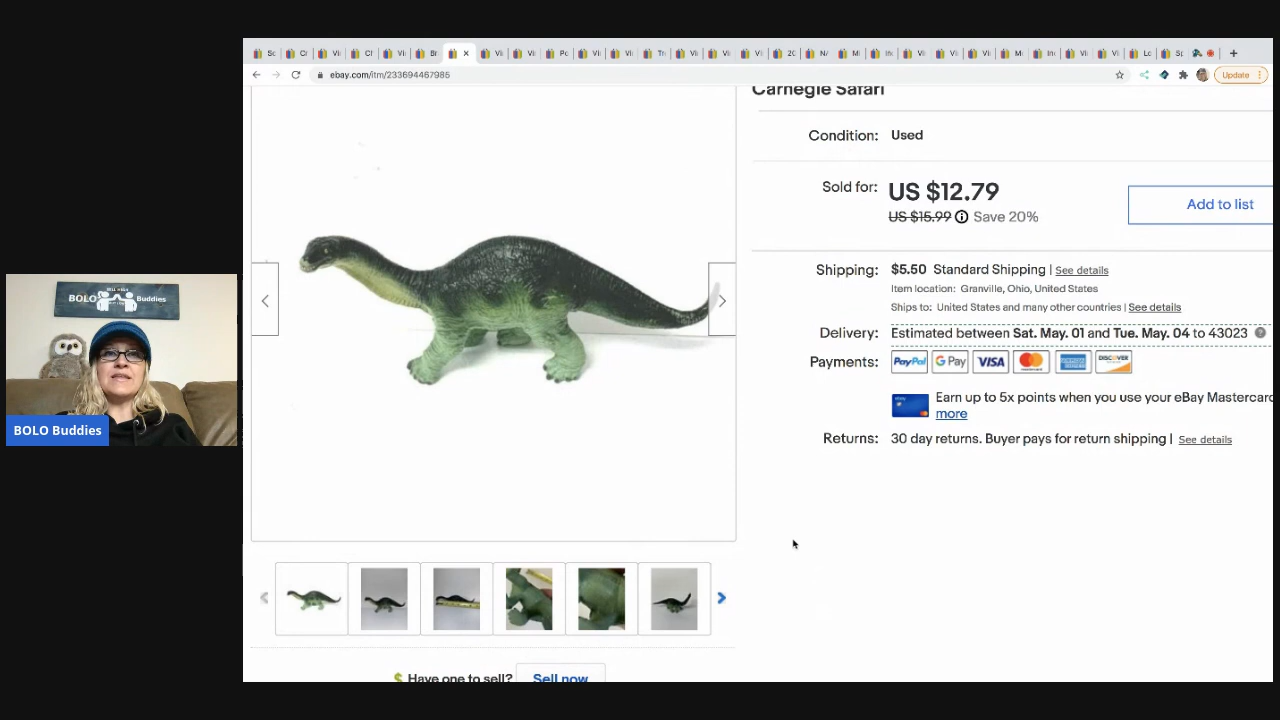 ebay.com/itm/233694467985
Update
Carnegie Safari
Condition: Used
Sold for: US $12.79
US $15.99 Save 20%
Add to list
Shipping: $5.50 Standard Shipping | See details
Item location: Granville, Ohio, United States
Ships to: United States and many other countries | See details
Delivery: Estimated between Sat. May. 01 and Tue. May. 04 to 43023
Payments: PayPal G Pay VISA DISCOVER
Earn up to 5x points when you use your eBay Mastercard
more
Returns: 30 day returns. Buyer pays for return shipping | See details
BOLO Buddies
BOLO Buddies
$ Have one to sell? Sell now